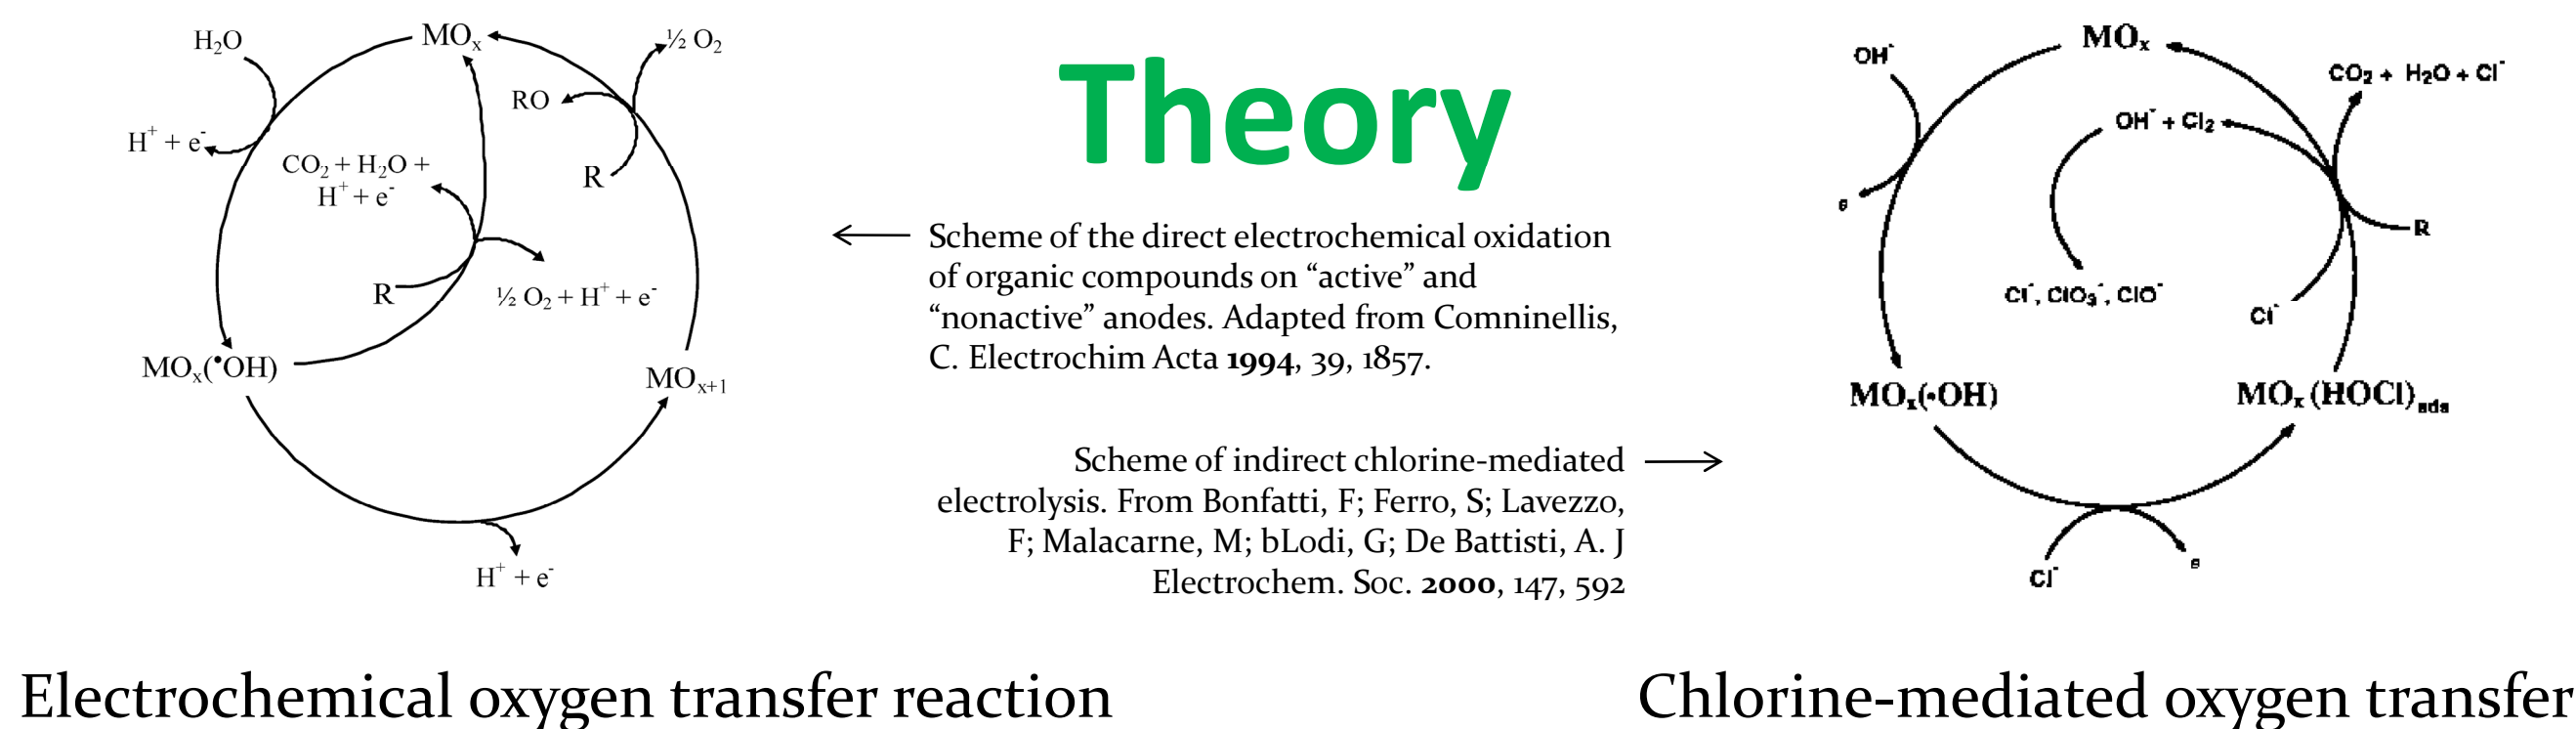 H₂O
MOₓ
½ O₂
RO
H⁺ + e⁻
CO₂ + H₂O +
H⁺ + e⁻
R
R
½ O₂ + H⁺ + e⁻
MOₓ(•OH)
MOₓ₊₁
H⁺ + e⁻
Theory
Scheme of the direct electrochemical oxidation
of organic compounds on “active” and
“nonactive” anodes. Adapted from Comninellis,
C. Electrochim Acta 1994, 39, 1857.
Scheme of indirect chlorine-mediated
electrolysis. From Bonfatti, F; Ferro, S; Lavezzo,
F; Malacarne, M; bLodi, G; De Battisti, A. J
Electrochem. Soc. 2000, 147, 592
MOₓ
OH⁻
CO₂ + H₂O + Cl⁻
OH⁻ + Cl₂
e
R
Cl⁻, ClO₃⁻, ClO⁻
Cl⁻
MOₓ(•OH)
MOₓ (HOCl)ads
Cl⁻
e
Electrochemical oxygen transfer reaction
Chlorine-mediated oxygen transfer